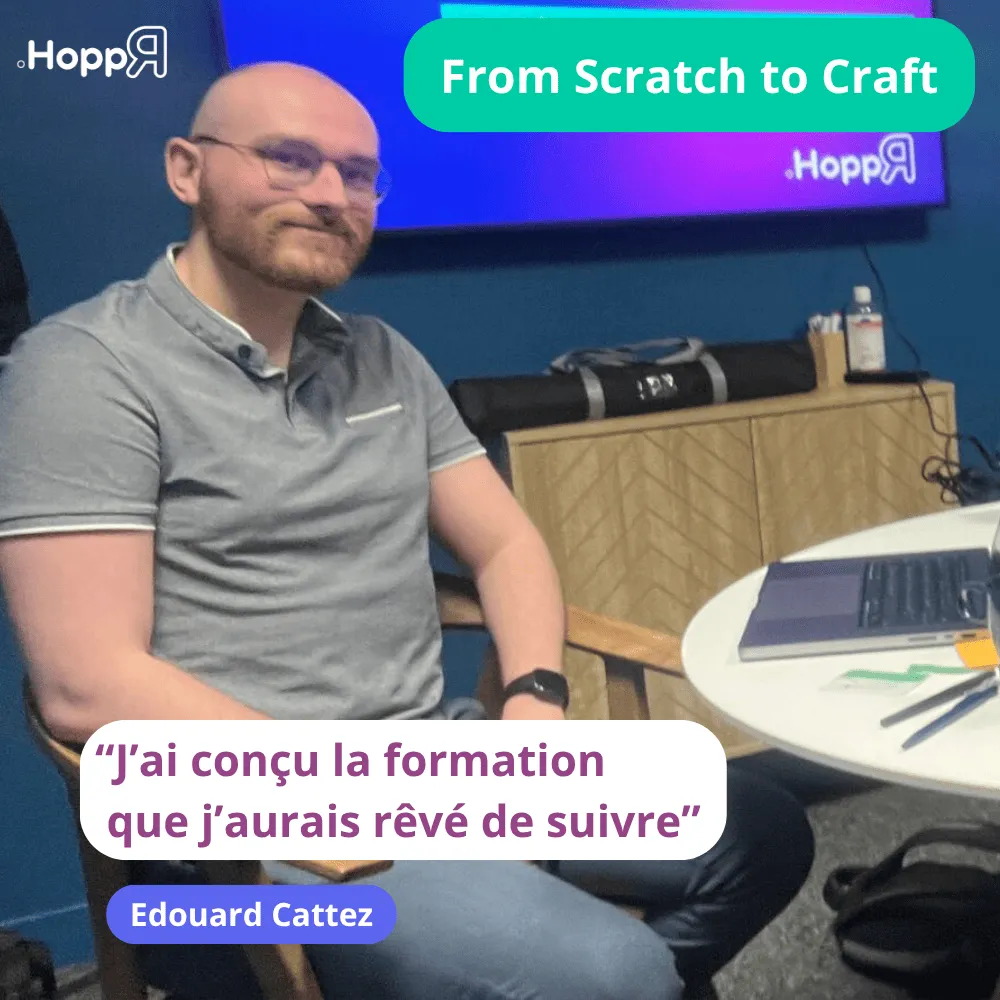 HoppR
From Scratch to Craft
HoppR
“J’ai conçu la formation
que j’aurais rêvé de suivre”
Edouard Cattez